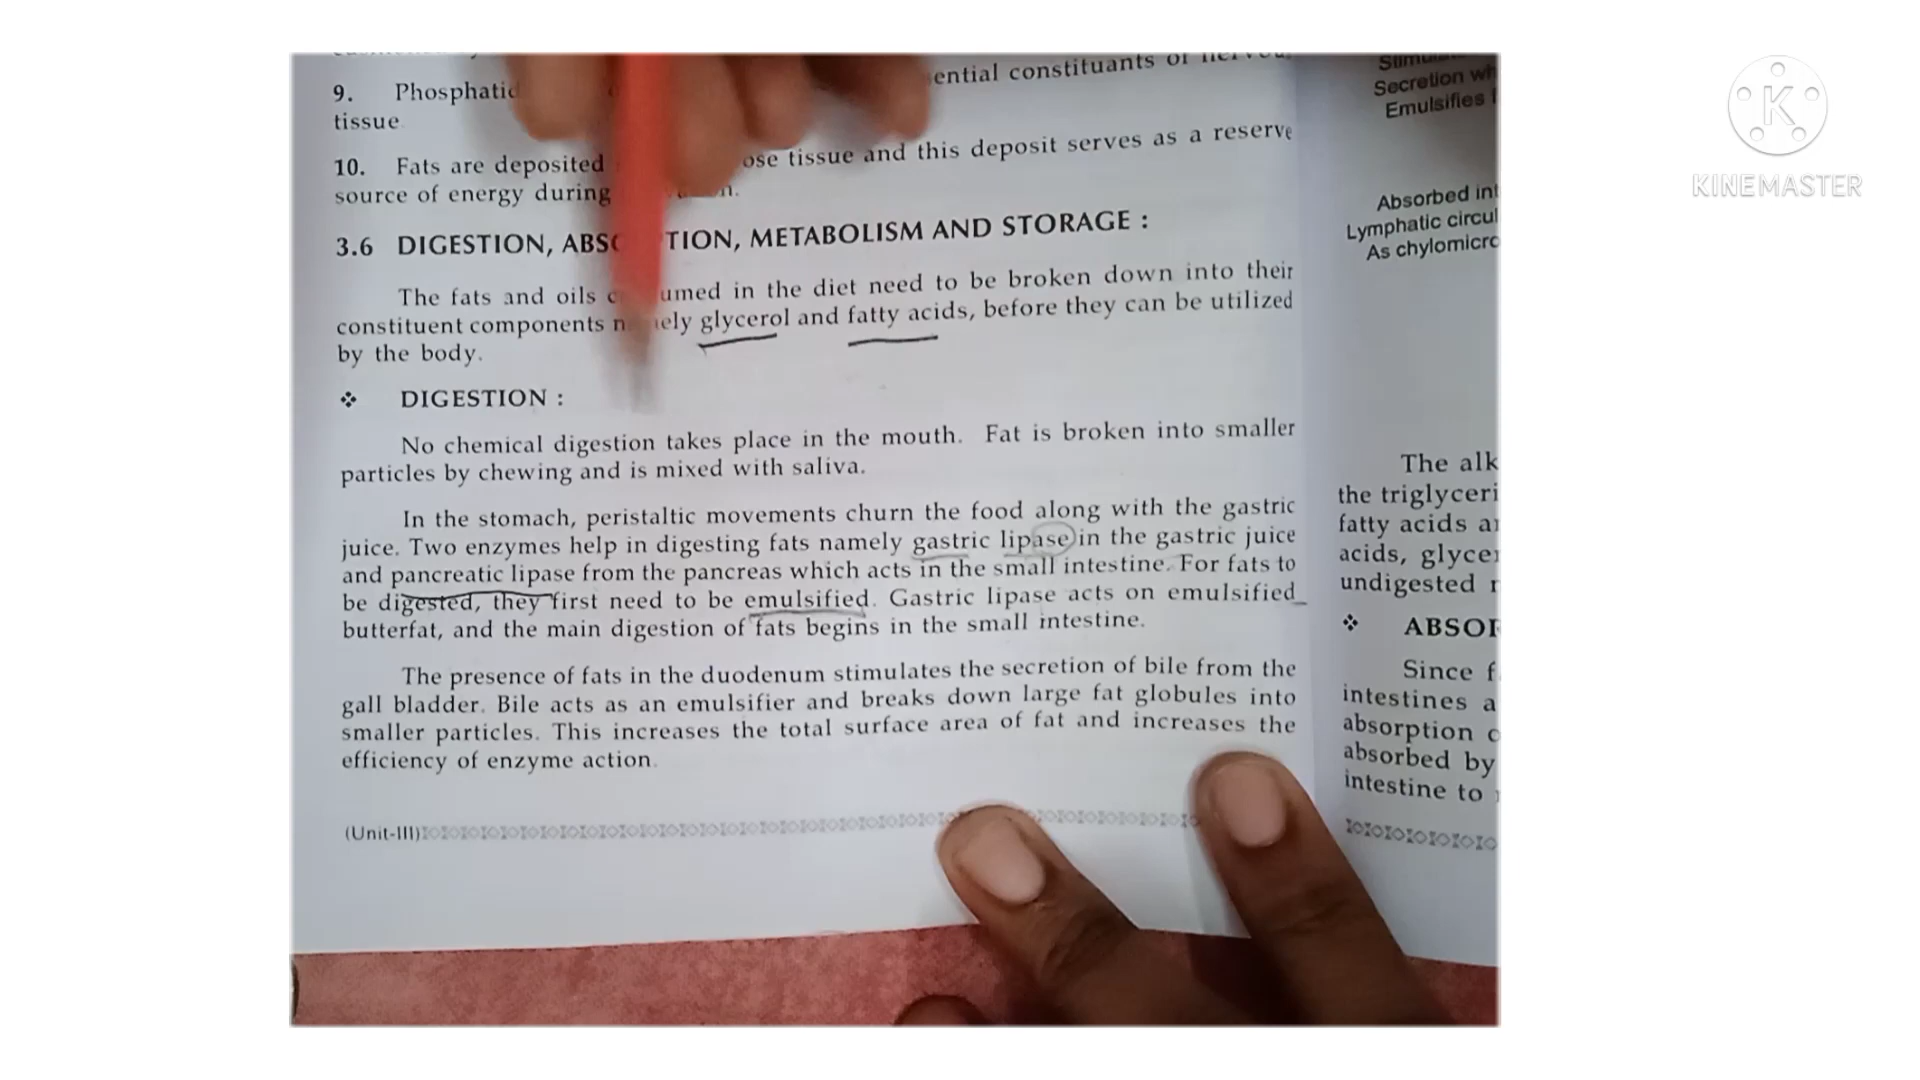 9. Phosphatic ential constituants of
tissue.
10. Fats are deposited ose tissue and this deposit serves as a reserve
source of energy during n.
3.6 DIGESTION, ABSO TION, METABOLISM AND STORAGE :
The fats and oils c umed in the diet need to be broken down into their
constituent components n ely glycerol and fatty acids, before they can be utilized
by the body.
❖ DIGESTION :
No chemical digestion takes place in the mouth. Fat is broken into smaller
particles by chewing and is mixed with saliva.
In the stomach, peristaltic movements churn the food along with the gastric
juice. Two enzymes help in digesting fats namely gastric lipase in the gastric juice
and pancreatic lipase from the pancreas which acts in the small intestine. For fats to
be digested, they first need to be emulsified. Gastric lipase acts on emulsified
butterfat, and the main digestion of fats begins in the small intestine.
The presence of fats in the duodenum stimulates the secretion of bile from the
gall bladder. Bile acts as an emulsifier and breaks down large fat globules into
smaller particles. This increases the total surface area of fat and increases the
efficiency of enzyme action.
(Unit-III)
Secretion wh
Emulsifies
Absorbed int
Lymphatic circul
As chylomicro
The alk
the triglyceri
fatty acids a
acids, glycer
undigested r
❖ ABSOR
Since f
intestines a
absorption o
absorbed by
intestine to
K
KINEMASTER